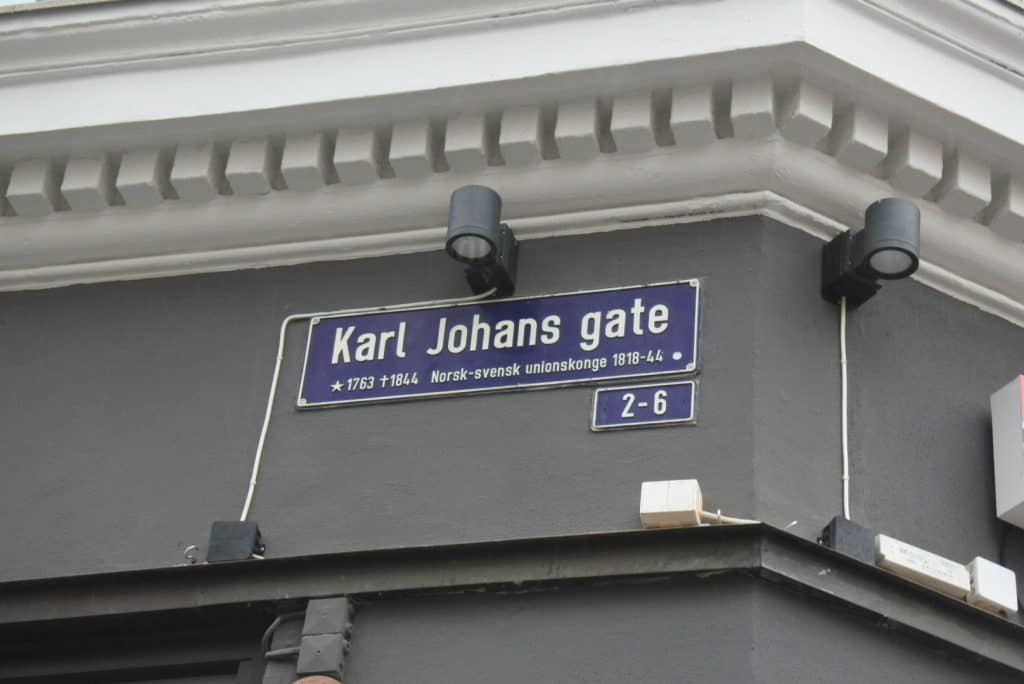 Karl Johans gate
★1763 ✝1844 Norsk-svensk unionskonge 1818-44
2-6